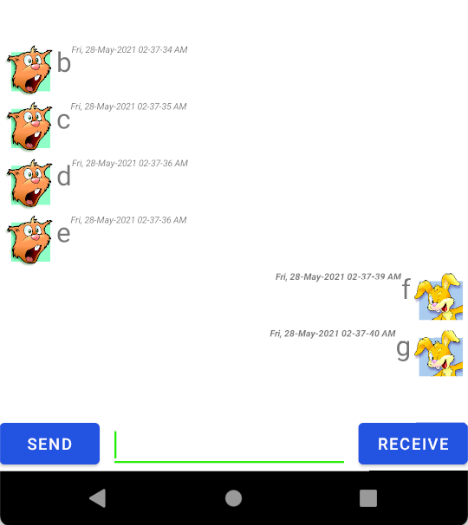 Fri, 28-May-2021 02-37-34 AM
b
Fri, 28-May-2021 02-37-35 AM
c
Fri, 28-May-2021 02-37-36 AM
d
Fri, 28-May-2021 02-37-36 AM
e
Fri, 28-May-2021 02-37-39 AM
f
Fri, 28-May-2021 02-37-40 AM
g
SEND
RECEIVE